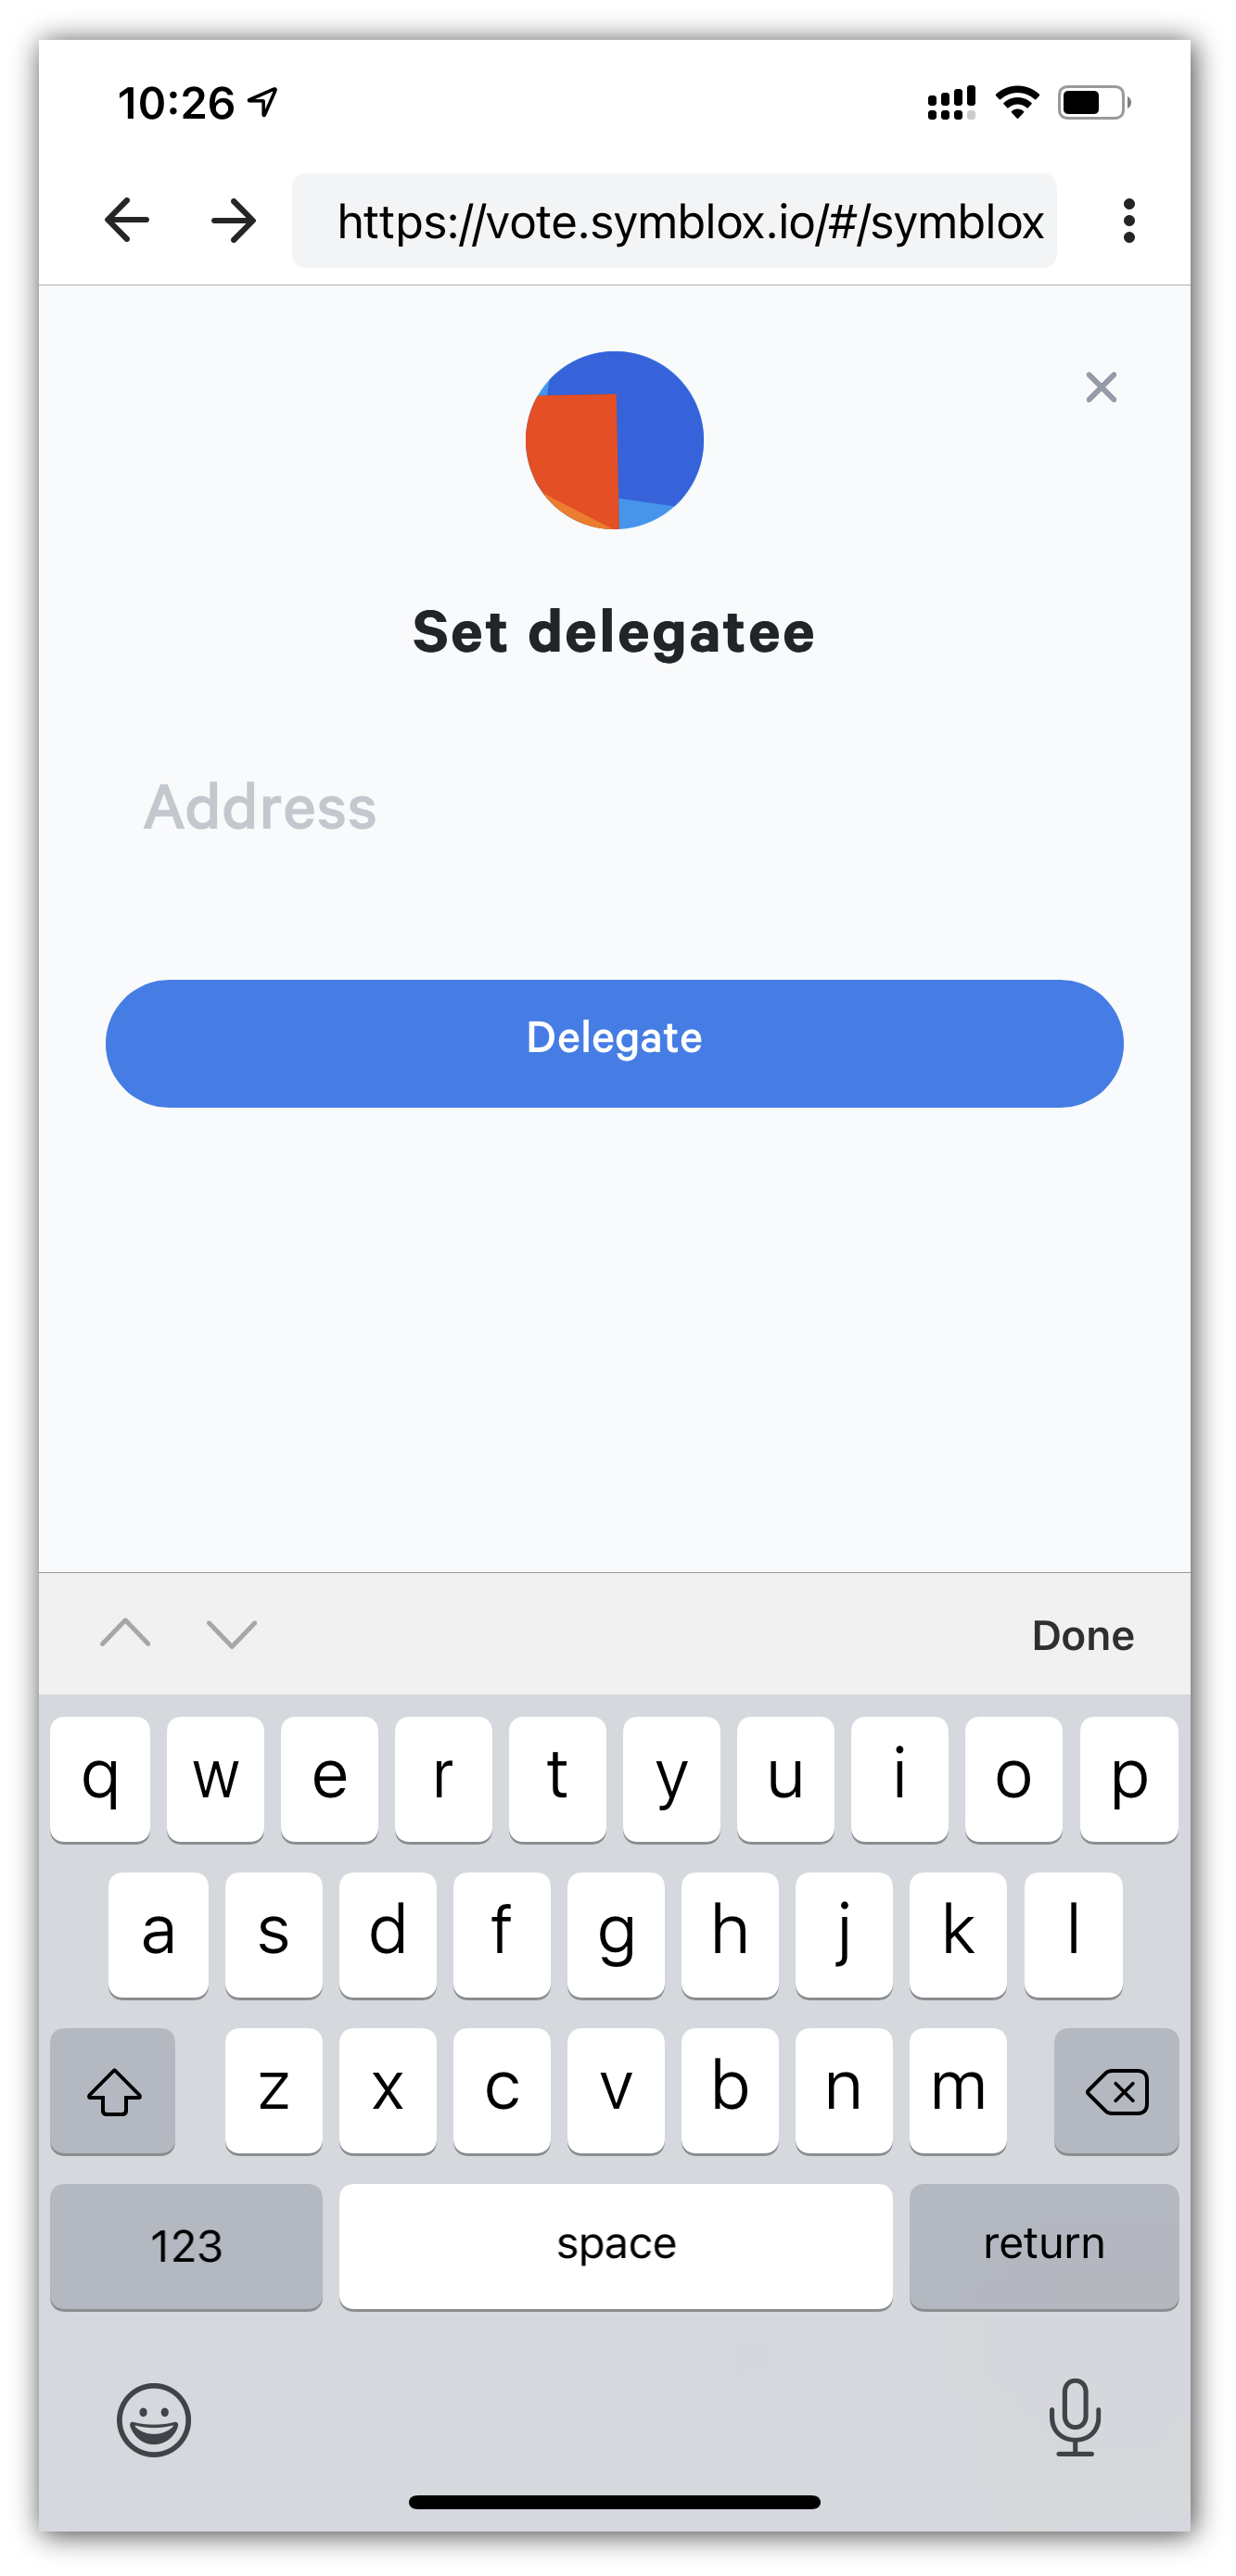 10:26
https://vote.symblox.io/#/symblox
Set delegatee
Address
Delegate
Done
q w e r t y u i o p
a s d f g h j k l
z x c v b n m
123 space return